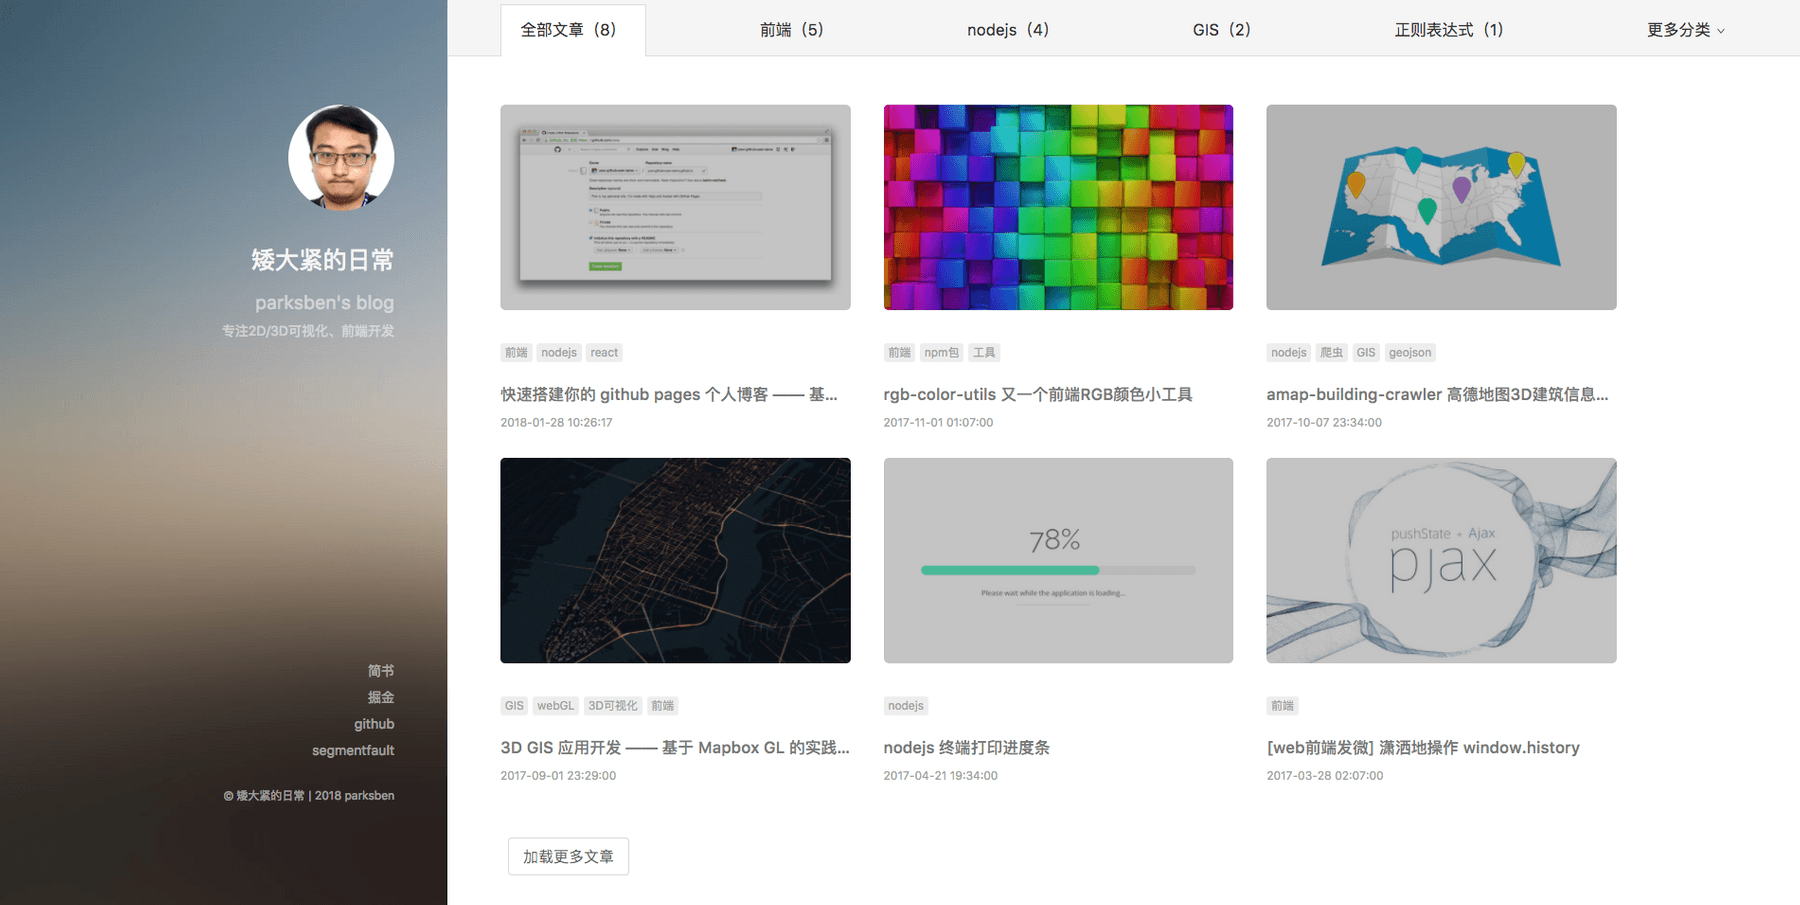 全部文章（8）
前端（5）
nodejs（4）
GIS（2）
正则表达式（1）
更多分类
矮大紧的日常
parksben's blog
专注2D/3D可视化、前端开发
简书
掘金
github
segmentfault
© 矮大紧的日常 | 2018 parksben
前端 nodejs react
快速搭建你的 github pages 个人博客 —— 基...
2018-01-28 10:26:17
前端 npm包 工具
rgb-color-utils 又一个前端RGB颜色小工具
2017-11-01 01:07:00
nodejs 爬虫 GIS geojson
amap-building-crawler 高德地图3D建筑信息...
2017-10-07 23:34:00
GIS webGL 3D可视化 前端
3D GIS 应用开发 —— 基于 Mapbox GL 的实践...
2017-09-01 23:29:00
78%
Please wait while the application is loading...
nodejs
nodejs 终端打印进度条
2017-04-21 19:34:00
pushState + Ajax
pjax
前端
[web前端发微] 潇洒地操作 window.history
2017-03-28 02:07:00
加载更多文章